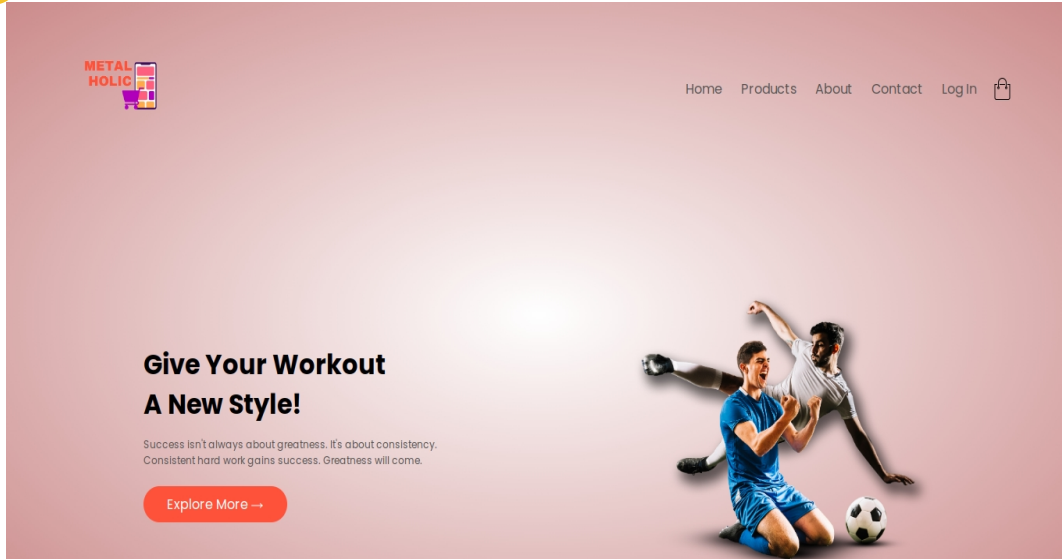 METAL
HOLIC
Home Products About Contact Log In
Give Your Workout
A New Style!
Success isn't always about greatness. It's about consistency.
Consistent hard work gains success. Greatness will come.
Explore More →